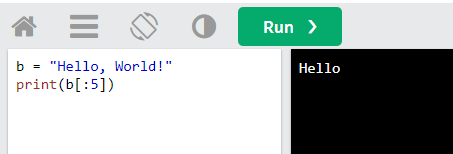 Run ❯
b = "Hello, World!"
print(b[:5])
Hello